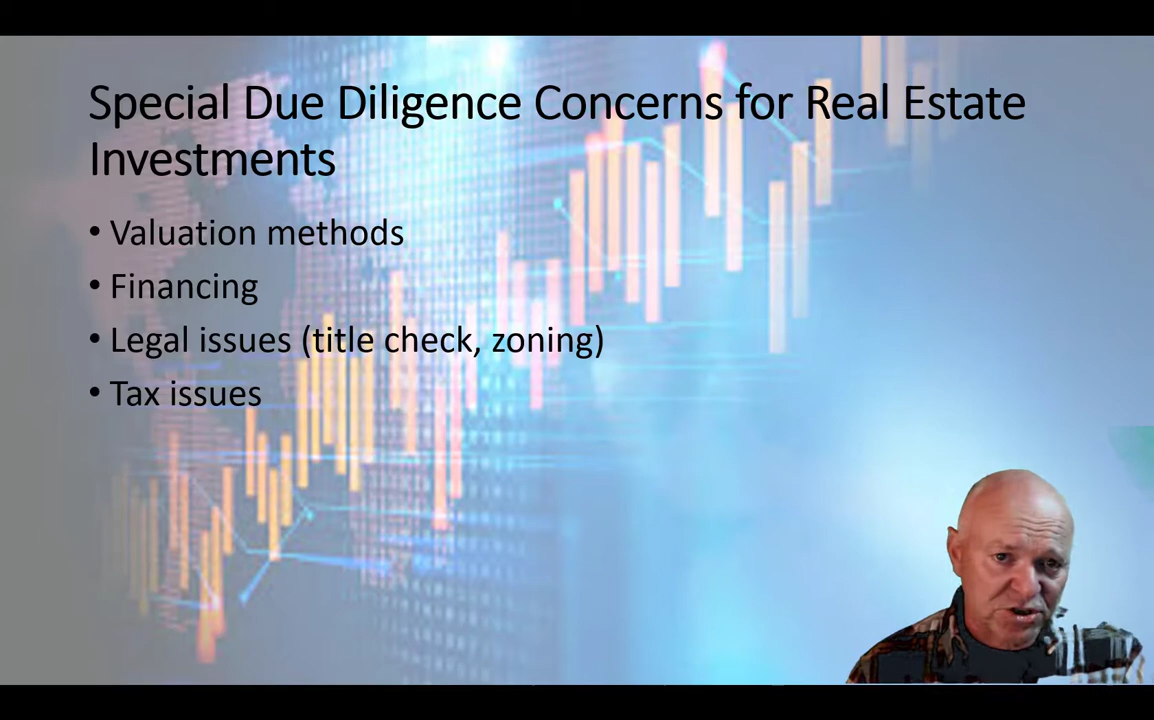 Special Due Diligence Concerns for Real Estate
Investments
• Valuation methods
• Financing
• Legal issues (title check, zoning)
• Tax issues